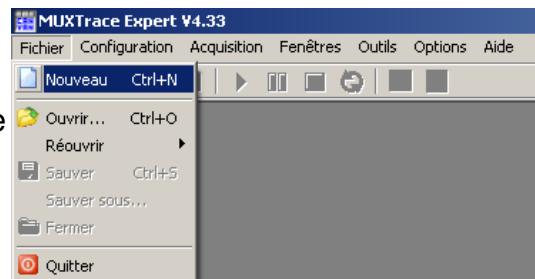 MUXTrace Expert V4.33
Fichier Configuration Acquisition Fenêtres Outils Options Aide
Nouveau Ctrl+N
e
Ouvrir... Ctrl+O
Réouvrir
Sauver Ctrl+S
Sauver sous...
Fermer
Quitter